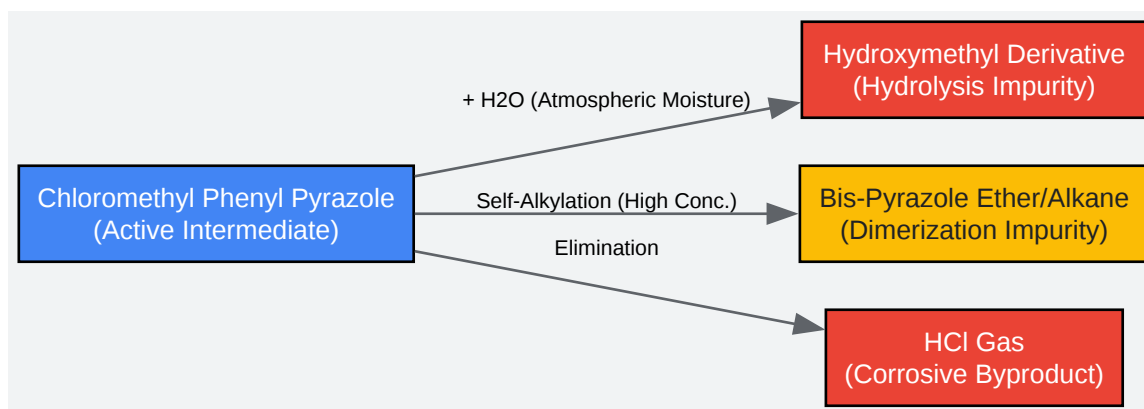 Hydroxymethyl Derivative
(Hydrolysis Impurity)
+ H2O (Atmospheric Moisture)
Chloromethyl Phenyl Pyrazole
(Active Intermediate)
Self-Alkylation (High Conc.)
Bis-Pyrazole Ether/Alkane
(Dimerization Impurity)
Elimination
HCl Gas
(Corrosive Byproduct)